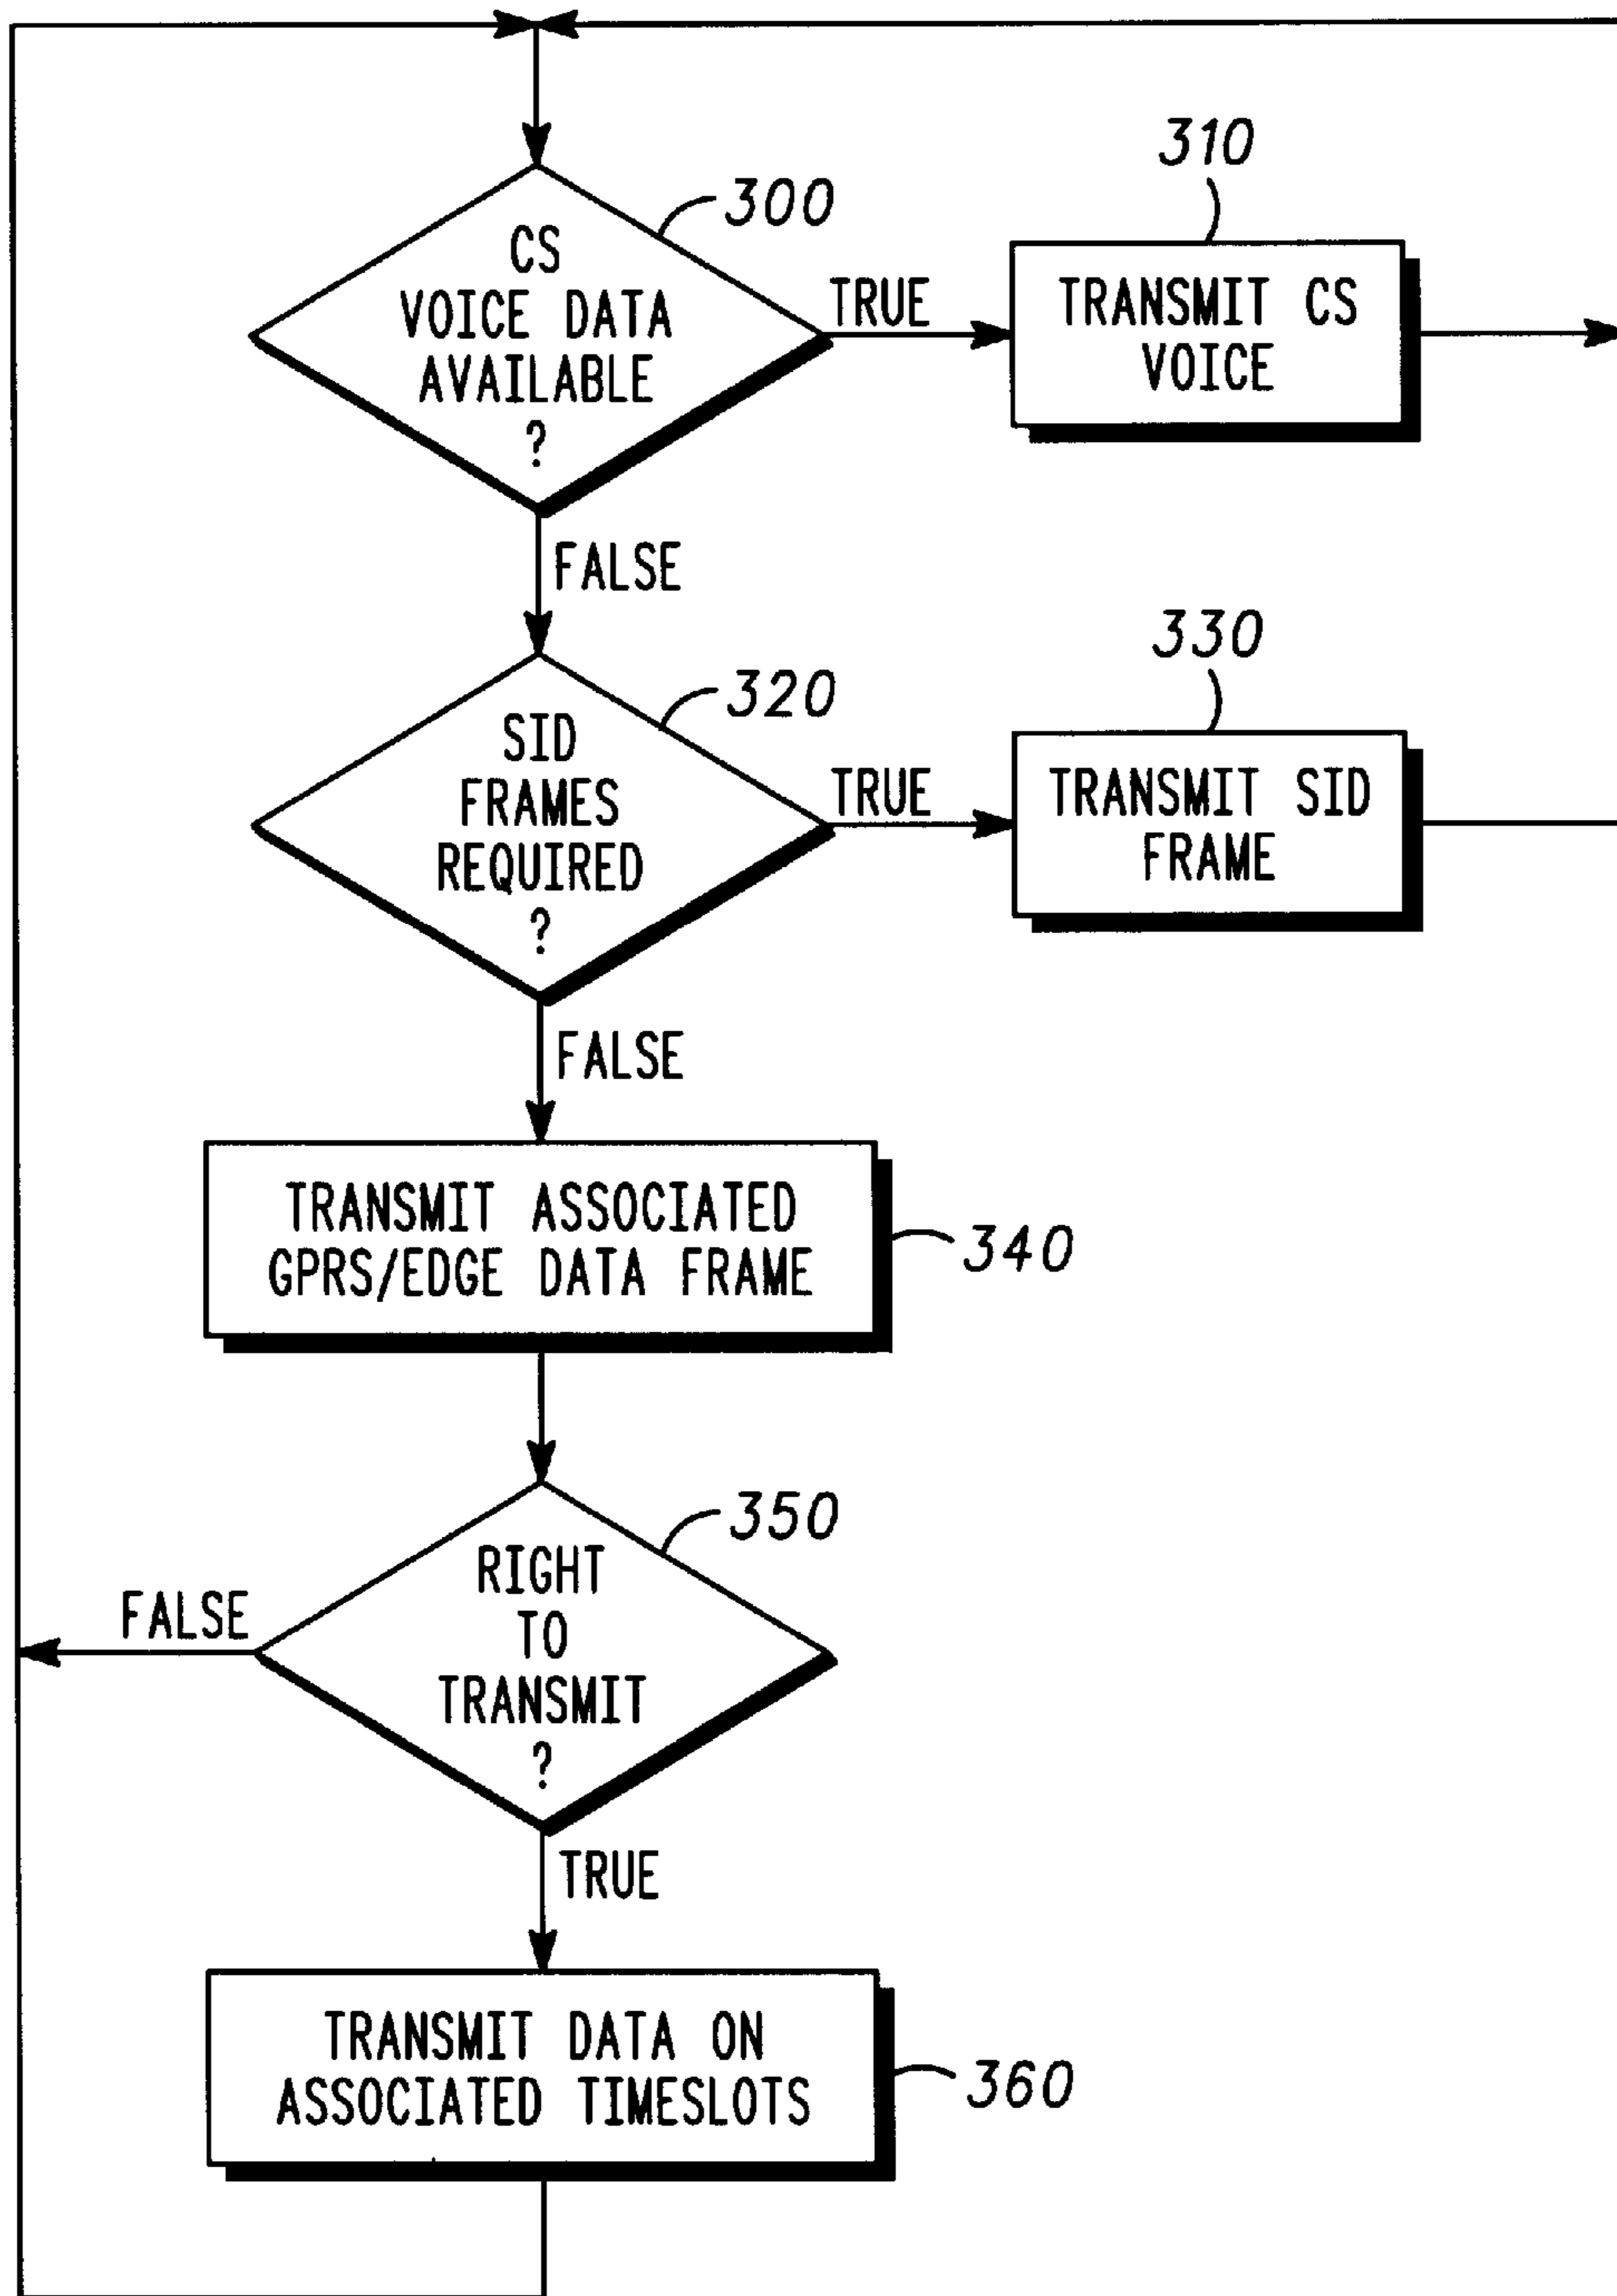 300
CS
VOICE DATA
AVAILABLE
?
TRUE
310
TRANSMIT CS
VOICE
FALSE
320
SID
FRAMES
REQUIRED
?
TRUE
330
TRANSMIT SID
FRAME
FALSE
TRANSMIT ASSOCIATED
GPRS/EDGE DATA FRAME
340
350
RIGHT
TO
TRANSMIT
?
FALSE
TRUE
TRANSMIT DATA ON
ASSOCIATED TIMESLOTS
360